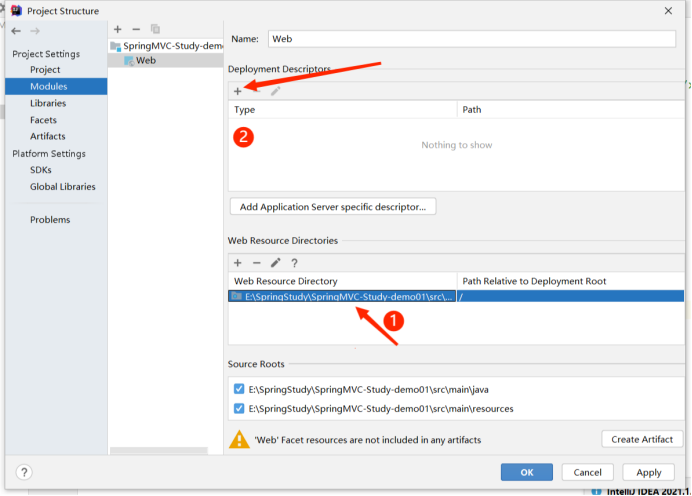 Project Structure
Project Settings
Project
Modules
Libraries
Facets
Artifacts
Platform Settings
SDKs
Global Libraries
Problems
SpringMVC-Study-dem
Web
Name: Web
Deployment Descriptors
Type Path
2
Nothing to show
Add Application Server specific descriptor...
Web Resource Directories
Web Resource Directory Path Relative to Deployment Root
E:\SpringStudy\SpringMVC-Study-demo01\src\... /
1
Source Roots
E:\SpringStudy\SpringMVC-Study-demo01\src\main\java
E:\SpringStudy\SpringMVC-Study-demo01\src\main\resources
'Web' Facet resources are not included in any artifacts
Create Artifact
?
OK Cancel Apply
IntelliJ IDEA 2021.1.